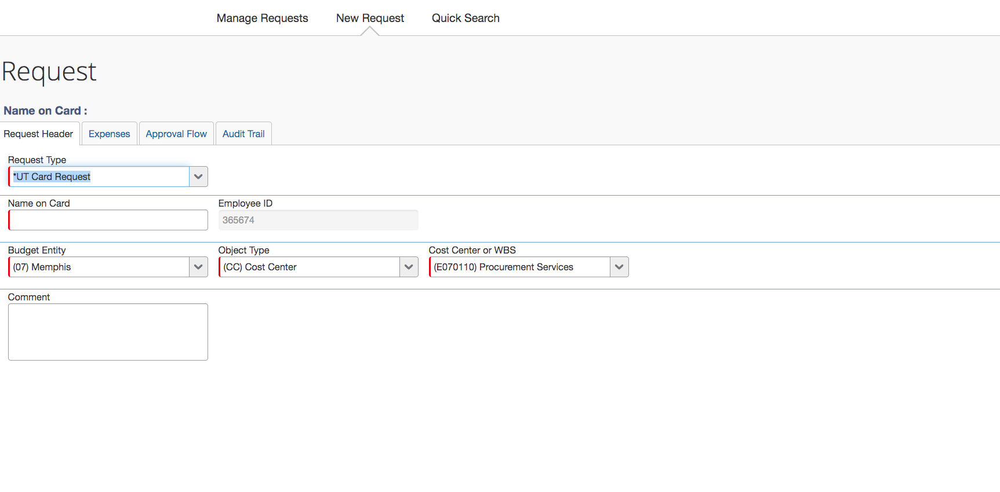 Manage Requests New Request Quick Search
Request
Name on Card :
Request Header Expenses Approval Flow Audit Trail
Request Type
*UT Card Request
Name on Card Employee ID
365674
Budget Entity Object Type Cost Center or WBS
(07) Memphis (CC) Cost Center (E070110) Procurement Services
Comment